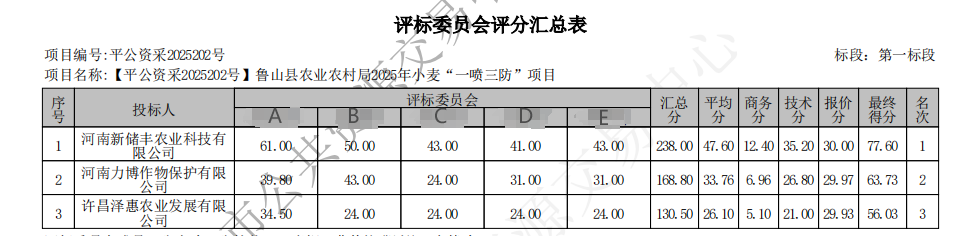 评标委员会评分汇总表
项目编号:平公资采2025202号 标段：第一标段
项目名称:【平公资采2025202号】鲁山县农业农村局2025年小麦“一喷三防”项目
序号 投标人 评标委员会 汇总分 平均分 商务分 技术分 报价分 最终得分 名次
A B C D E
1 河南新储丰农业科技有限公司 61.00 50.00 43.00 41.00 43.00 238.00 47.60 12.40 35.20 30.00 77.60 1
2 河南力博作物保护有限公司 39.80 43.00 24.00 31.00 31.00 168.80 33.76 6.96 26.80 29.97 63.73 2
3 许昌泽惠农业发展有限公司 34.50 24.00 24.00 24.00 24.00 130.50 26.10 5.10 21.00 29.93 56.03 3
市公共资源交易中心